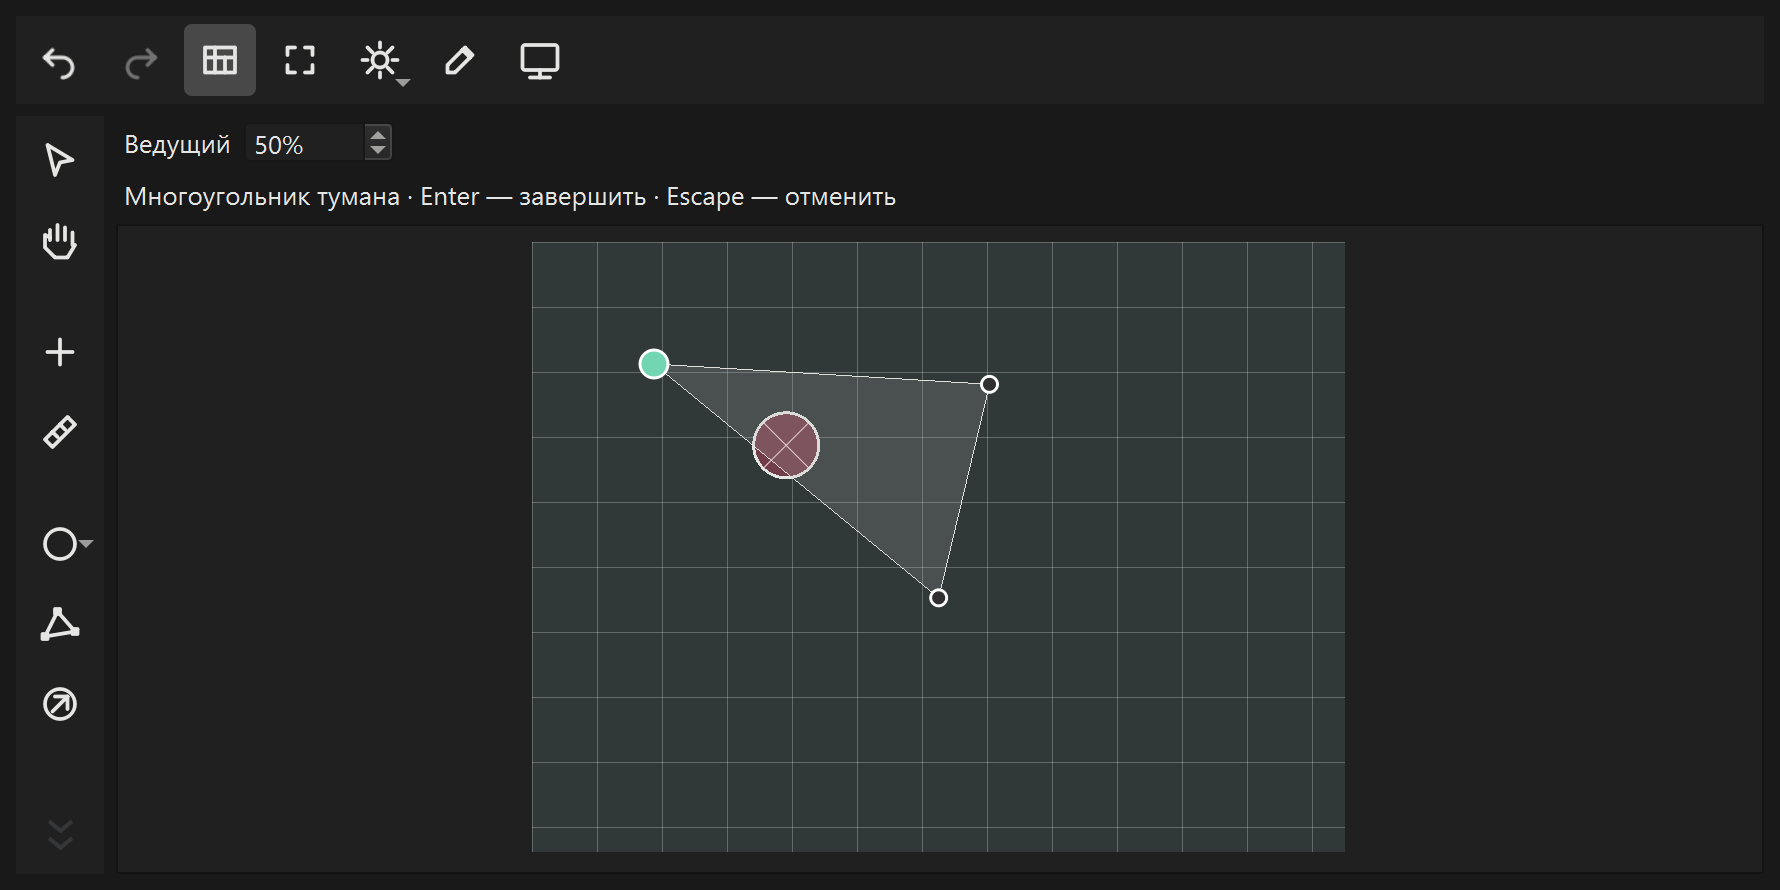 Ведущий 50%
Многоугольник тумана · Enter — завершить · Escape — отменить